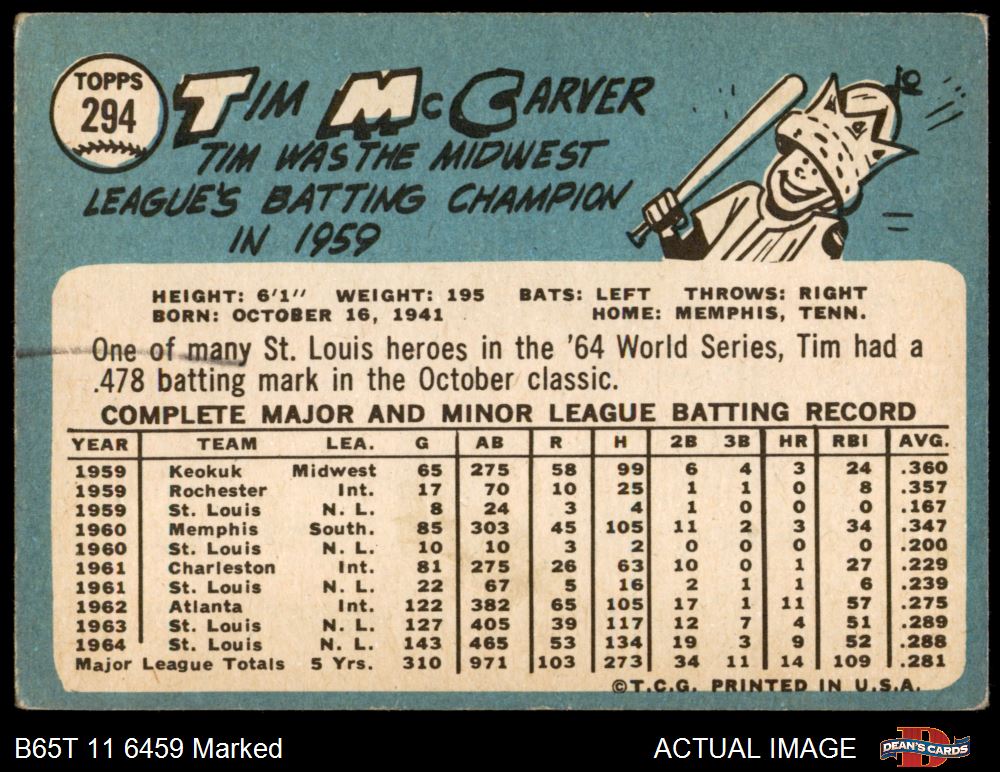 TOPPS
294
TIM McCARVER
TIM WAS THE MIDWEST
LEAGUE'S BATTING CHAMPION
IN 1959
HEIGHT: 6'1" WEIGHT: 195 BATS: LEFT THROWS: RIGHT
BORN: OCTOBER 16, 1941 HOME: MEMPHIS, TENN.
One of many St. Louis heroes in the '64 World Series, Tim had a
.478 batting mark in the October classic.
COMPLETE MAJOR AND MINOR LEAGUE BATTING RECORD
YEAR TEAM LEA. G AB R H 2B 3B HR RBI AVG.
1959 Keokuk Midwest 65 275 58 99 6 4 3 24 .360
1959 Rochester Int. 17 70 10 25 1 1 0 8 .357
1959 St. Louis N. L. 8 24 3 4 1 0 0 0 .167
1960 Memphis South. 85 303 45 105 11 2 3 34 .347
1960 St. Louis N. L. 10 10 3 2 0 0 0 0 .200
1961 Charleston Int. 81 275 26 63 10 0 1 27 .229
1961 St. Louis N. L. 22 67 5 16 2 1 1 6 .239
1962 Atlanta Int. 122 382 65 105 17 1 11 57 .275
1963 St. Louis N. L. 127 405 39 117 12 7 4 51 .289
1964 St. Louis N. L. 143 465 53 134 19 3 9 52 .288
Major League Totals 5 Yrs. 310 971 103 273 34 11 14 109 .281
©T.C.G. PRINTED IN U.S.A.
B65T 11 6459 Marked
ACTUAL IMAGE
DEAN'S CARDS